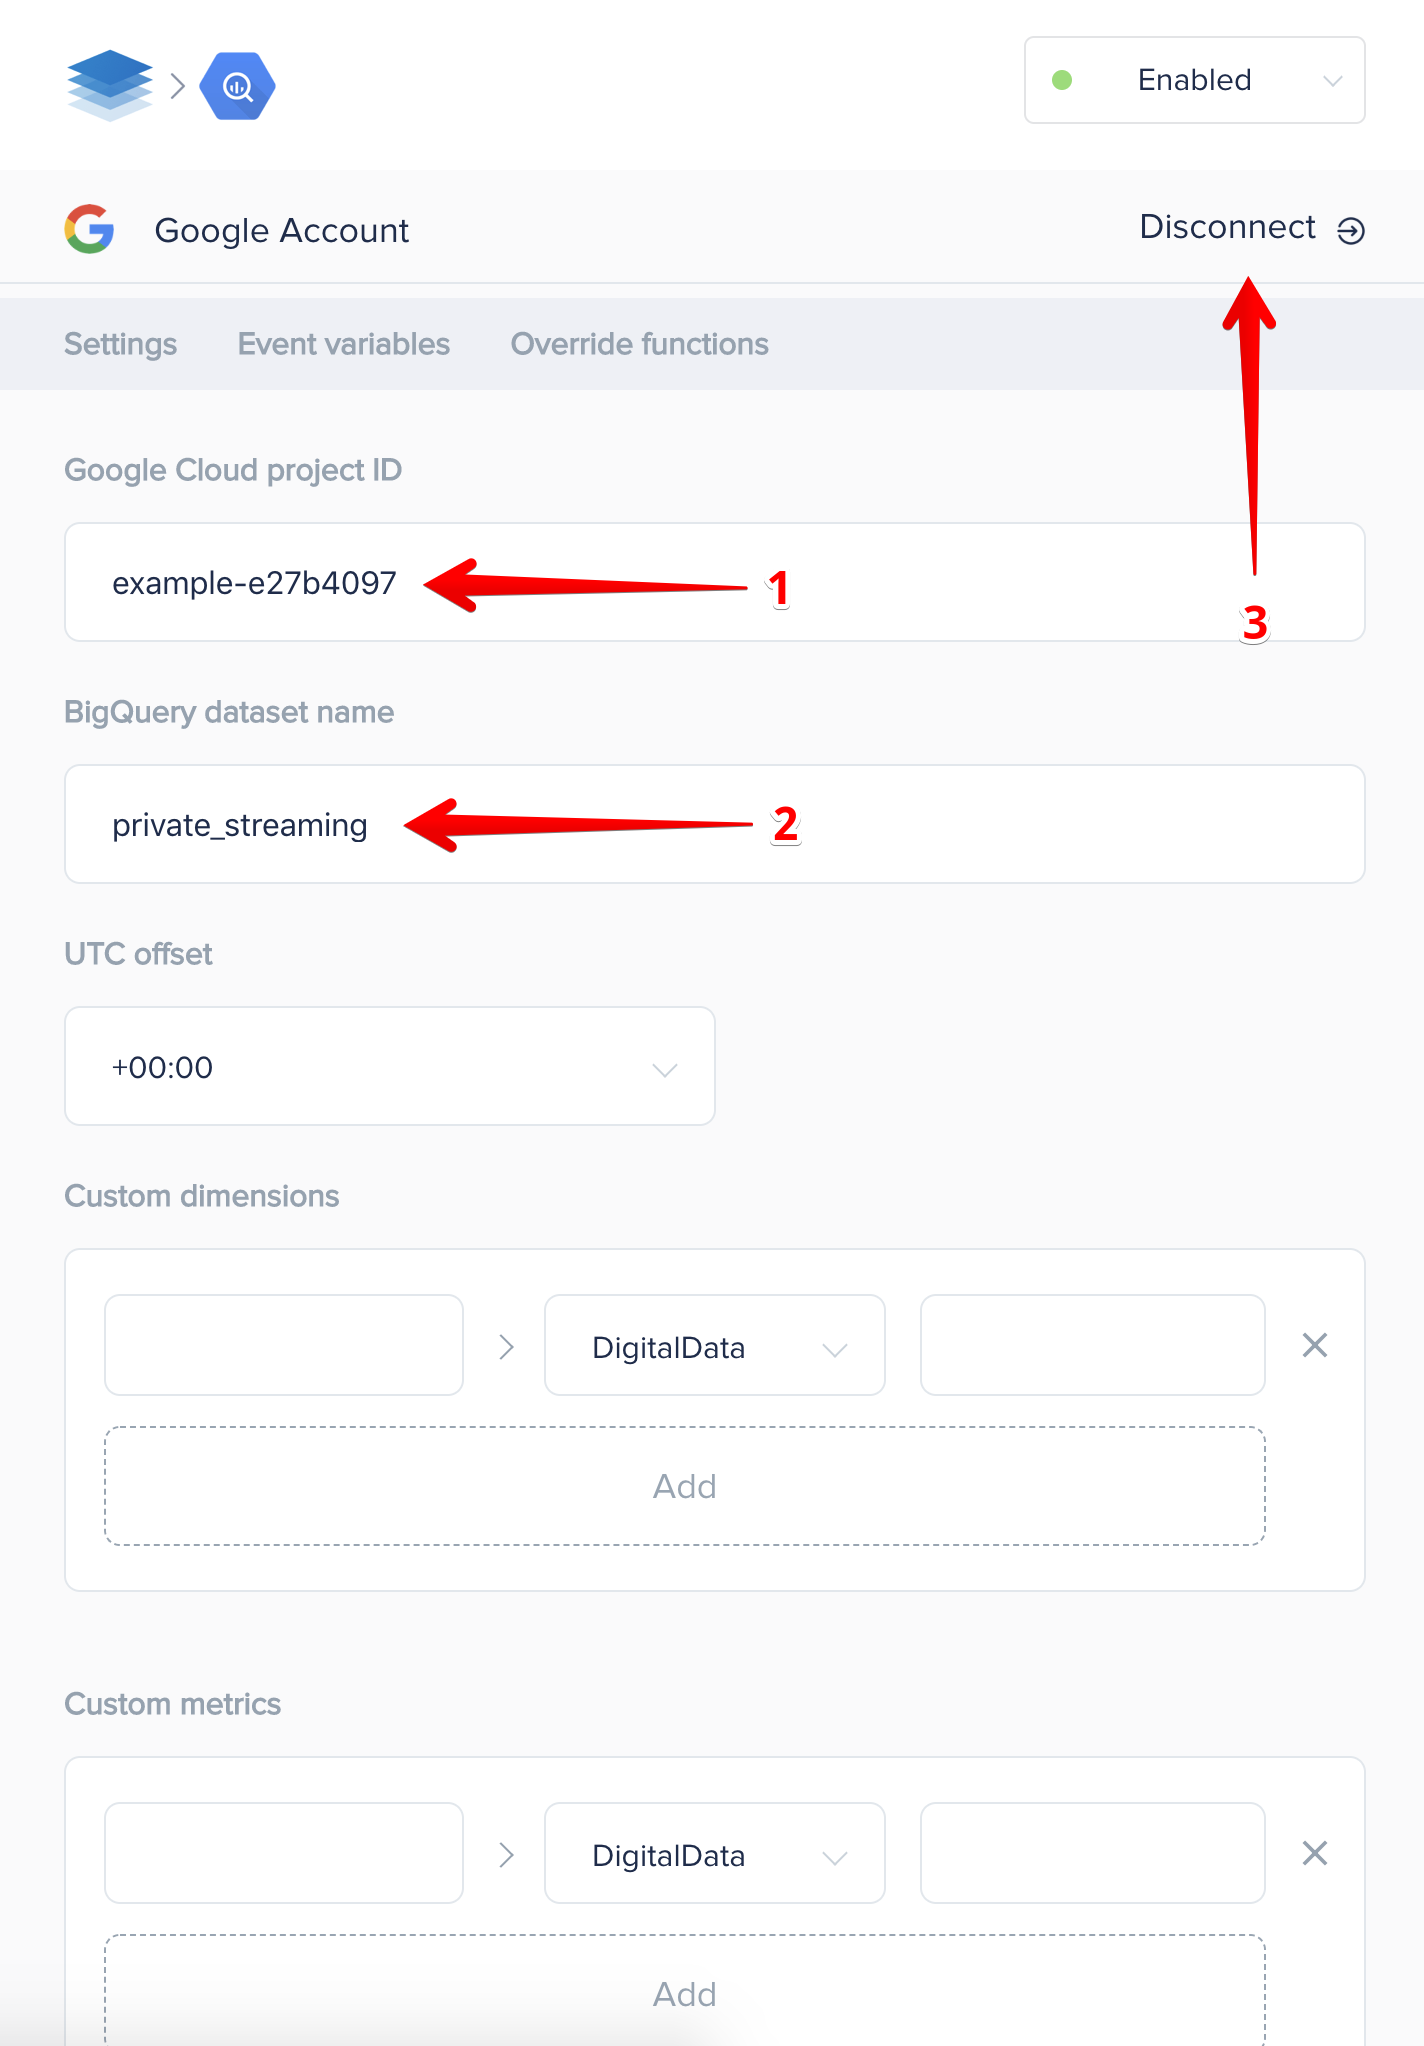 Enabled
Google Account
Disconnect
Settings Event variables Override functions
Google Cloud project ID
example-e27b4097
1
3
BigQuery dataset name
private_streaming
2
UTC offset
+00:00
Custom dimensions
DigitalData
Add
Custom metrics
DigitalData
Add